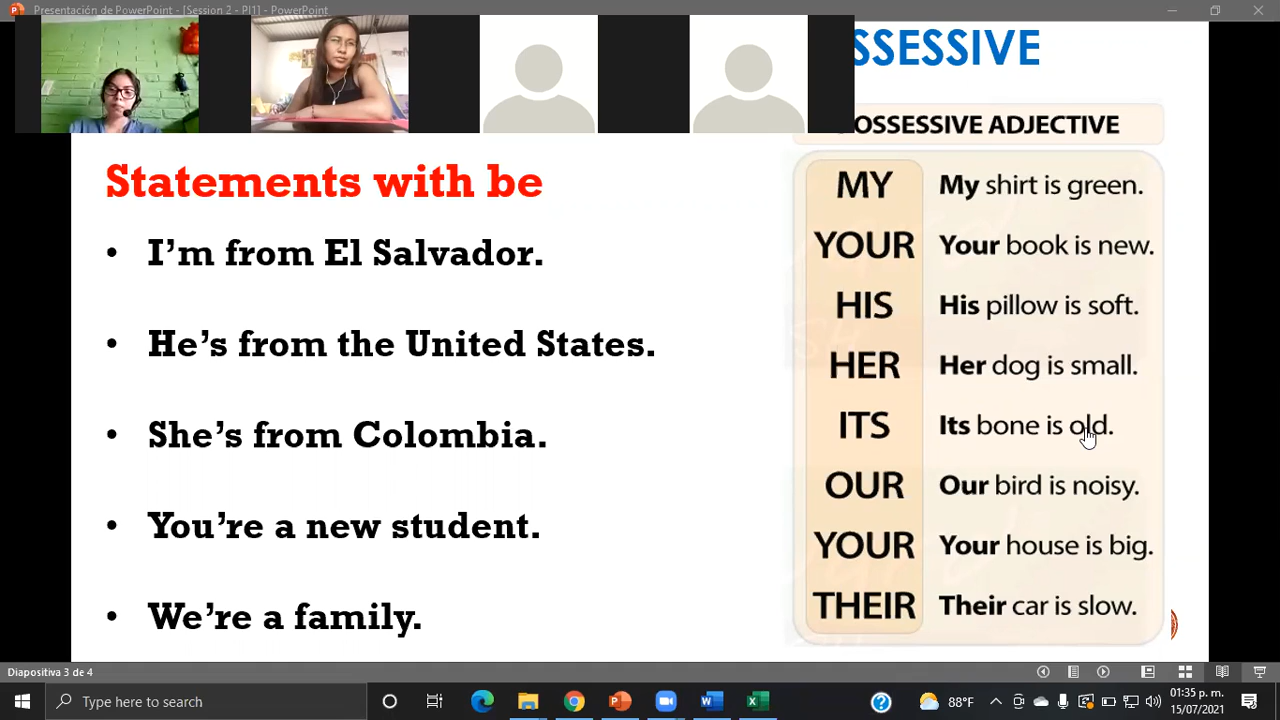 Presentación de PowerPoint - [Session 2 - PI1] - PowerPoint
SSESSIVE
OSSESSIVE ADJECTIVE
Statements with be
• I'm from El Salvador.
• He's from the United States.
• She's from Colombia.
• You're a new student.
• We're a family.
MY My shirt is green.
YOUR Your book is new.
HIS His pillow is soft.
HER Her dog is small.
ITS Its bone is old.
OUR Our bird is noisy.
YOUR Your house is big.
THEIR Their car is slow.
Diapositiva 3 de 4
Type here to search
88°F
01:35 p. m.
15/07/2021